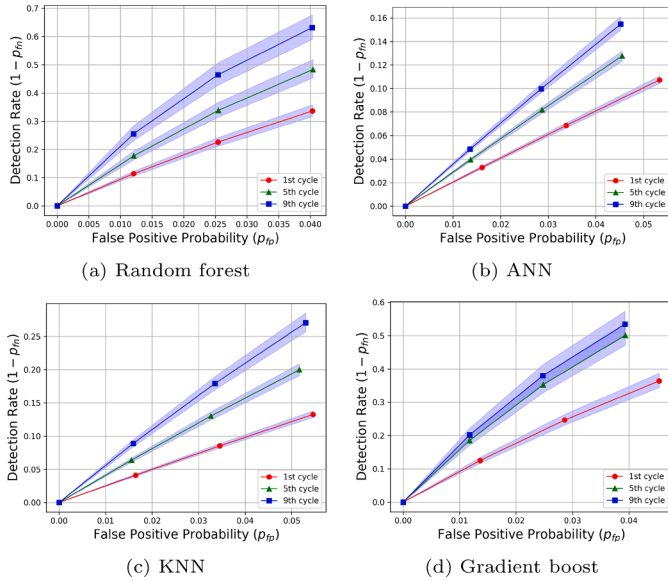 0.7
0.6
0.5
0.4
0.3
0.2
0.1
0.0
Detection Rate (1 − p_fn)
0.000 0.005 0.010 0.015 0.020 0.025 0.030 0.035 0.040
False Positive Probability (p_fp)
1st cycle
5th cycle
9th cycle
(a) Random forest
0.16
0.14
0.12
0.10
0.08
0.06
0.04
0.02
0.00
Detection Rate (1 − p_fn)
0.00 0.01 0.02 0.03 0.04 0.05
False Positive Probability (p_fp)
1st cycle
5th cycle
9th cycle
(b) ANN
0.25
0.20
0.15
0.10
0.05
0.00
Detection Rate (1 − p_fn)
0.00 0.01 0.02 0.03 0.04 0.05
False Positive Probability (p_fp)
1st cycle
5th cycle
9th cycle
(c) KNN
0.6
0.5
0.4
0.3
0.2
0.1
0.0
Detection Rate (1 − p_fn)
0.00 0.01 0.02 0.03 0.04
False Positive Probability (p_fp)
1st cycle
5th cycle
9th cycle
(d) Gradient boost